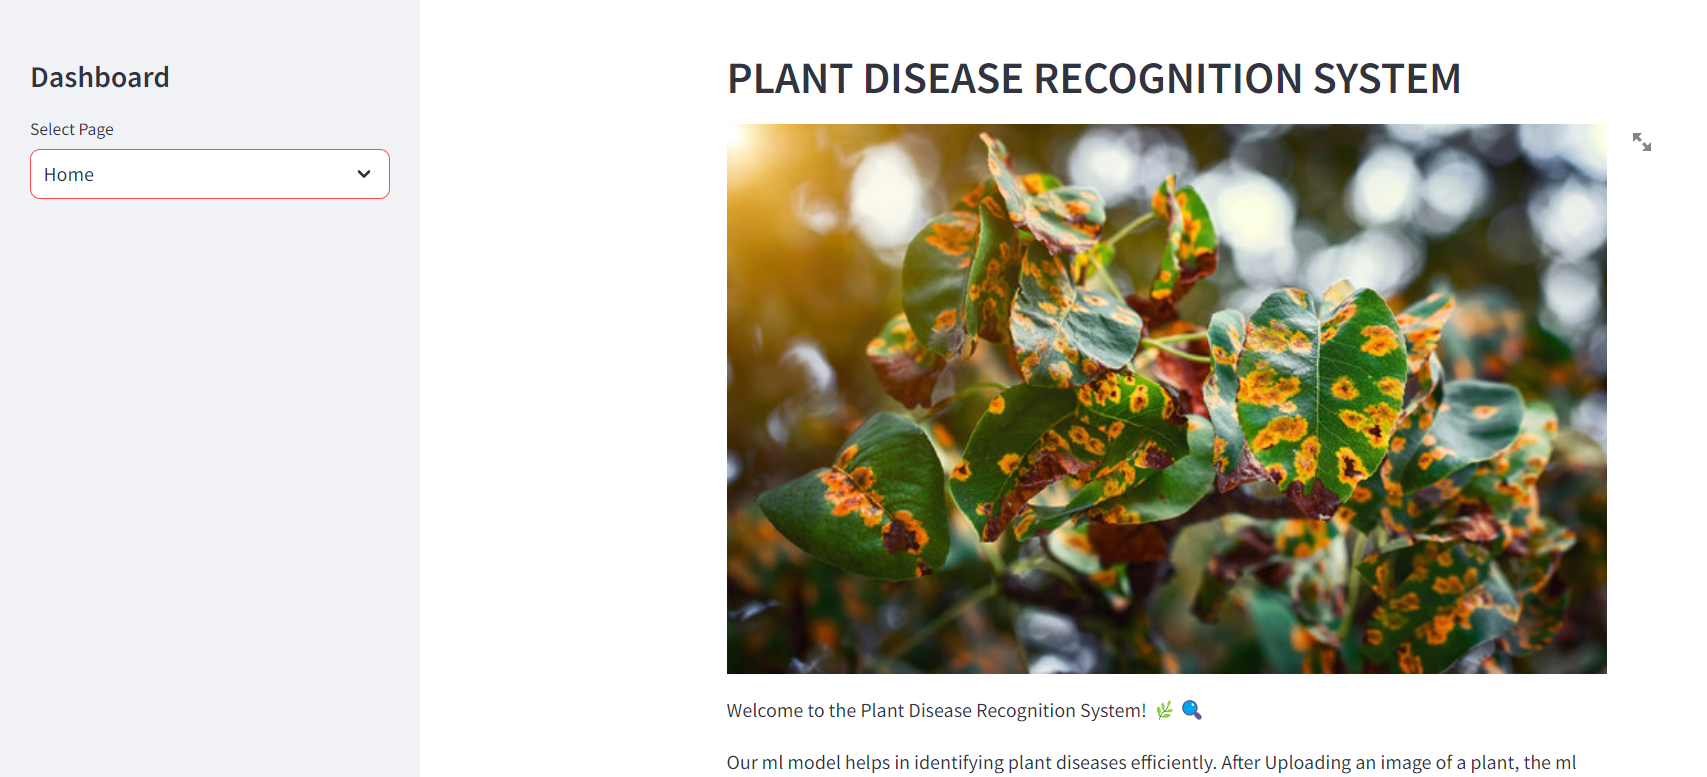 Dashboard
Select Page
Home
PLANT DISEASE RECOGNITION SYSTEM
Welcome to the Plant Disease Recognition System! 🌿 🔍
Our ml model helps in identifying plant diseases efficiently. After Uploading an image of a plant, the ml